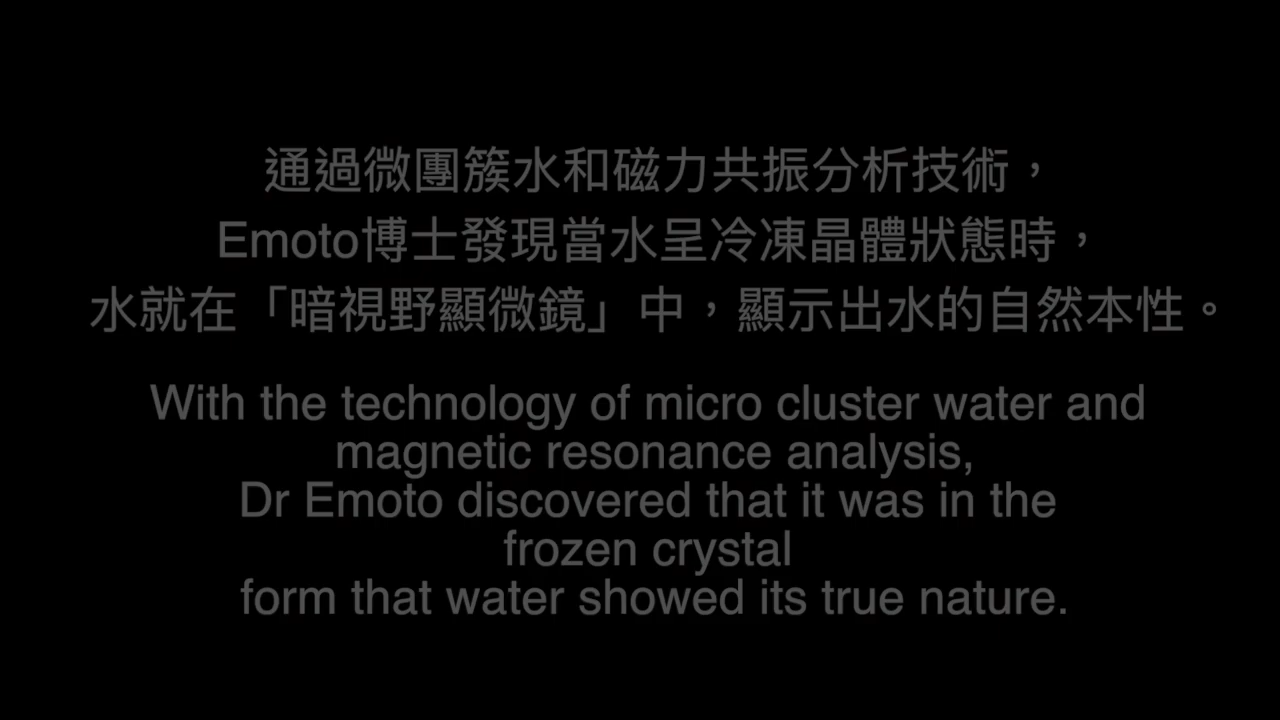 通過微團簇水和磁力共振分析技術，
Emoto博士發現當水呈冷凍晶體狀態時，
水就在「暗視野顯微鏡」中，顯示出水的自然本性。
With the technology of micro cluster water and
magnetic resonance analysis,
Dr Emoto discovered that it was in the
frozen crystal
form that water showed its true nature.